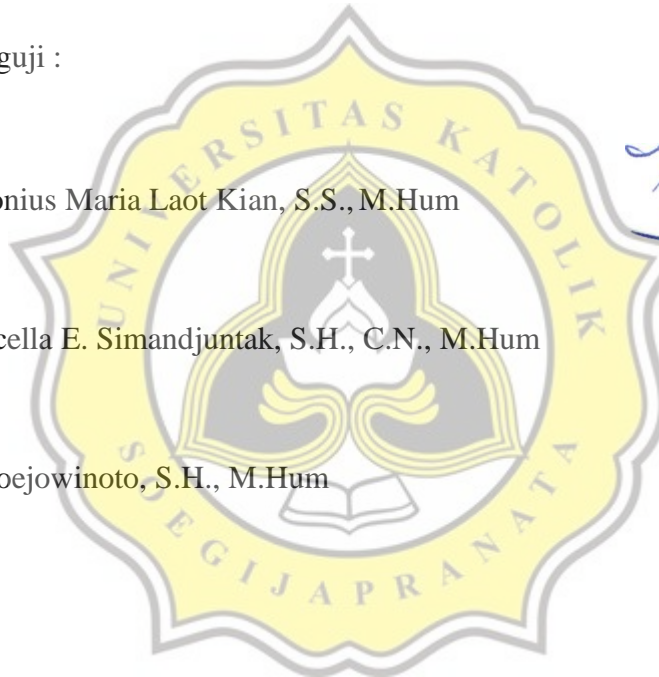 guji :
onius Maria Laot Kian, S.S., M.Hum
cella E. Simandjuntak, S.H., C.N., M.Hum
oejowinoto, S.H., M.Hum
UNIVERSITAS KATOLIK
SOEGIJAPRANATA